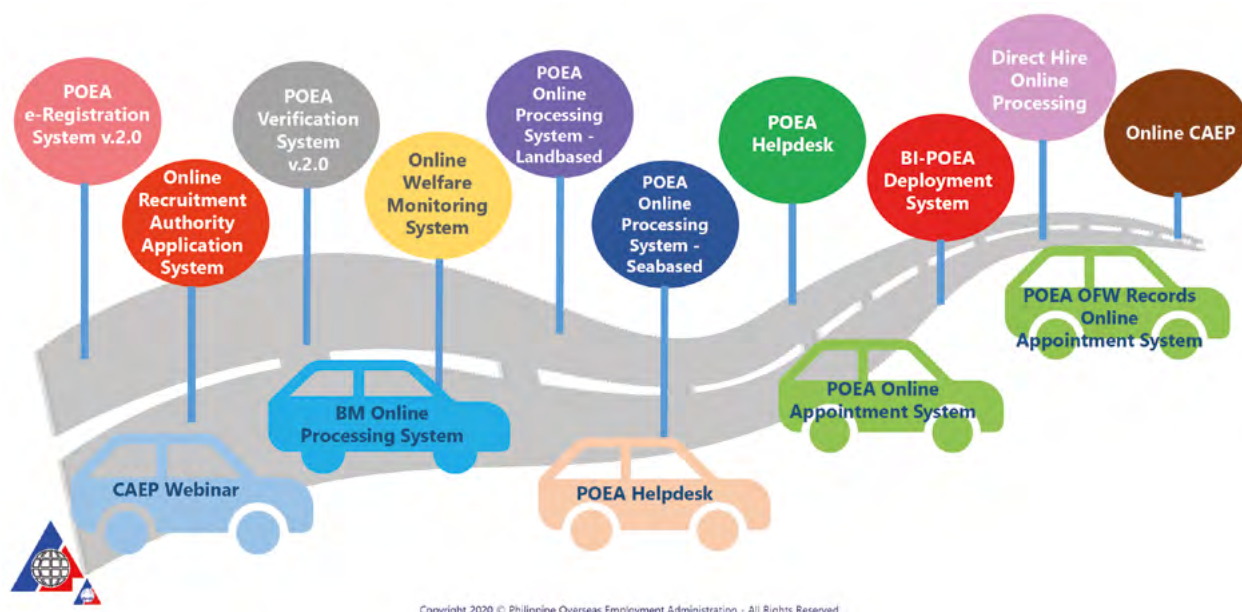 POEA
e-Registration
System v.2.0
Online
Recruitment
Authority
Application
System
POEA
Verification
System
v.2.0
Online
Welfare
Monitoring
System
POEA
Online
Processing
System -
Landbased
POEA
Online
Processing
System -
Seabased
POEA
Helpdesk
BI-POEA
Deployment
System
Direct Hire
Online
Processing
Online CAEP
CAEP Webinar
BM Online
Processing System
POEA Helpdesk
POEA Online
Appointment System
POEA OFW Records
Online
Appointment System
Copyright 2020 © Philippine Overseas Employment Administration - All Rights Reserved